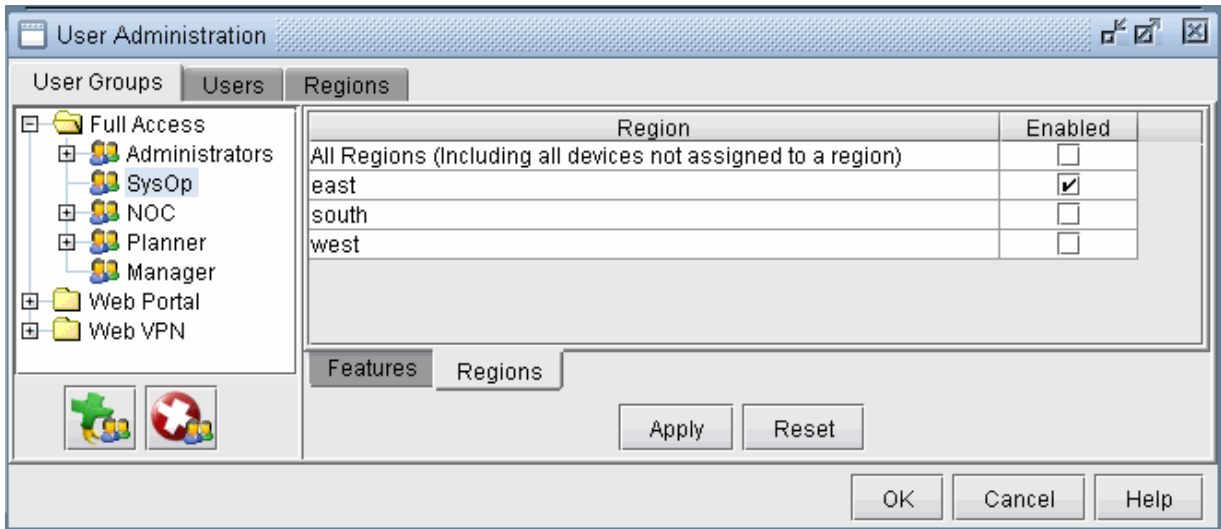 User Administration
User Groups Users Regions
Full Access
Administrators
SysOp
NOC
Planner
Manager
Web Portal
Web VPN
Region Enabled
All Regions (Including all devices not assigned to a region)
east
south
west
Features Regions
Apply Reset
OK Cancel Help